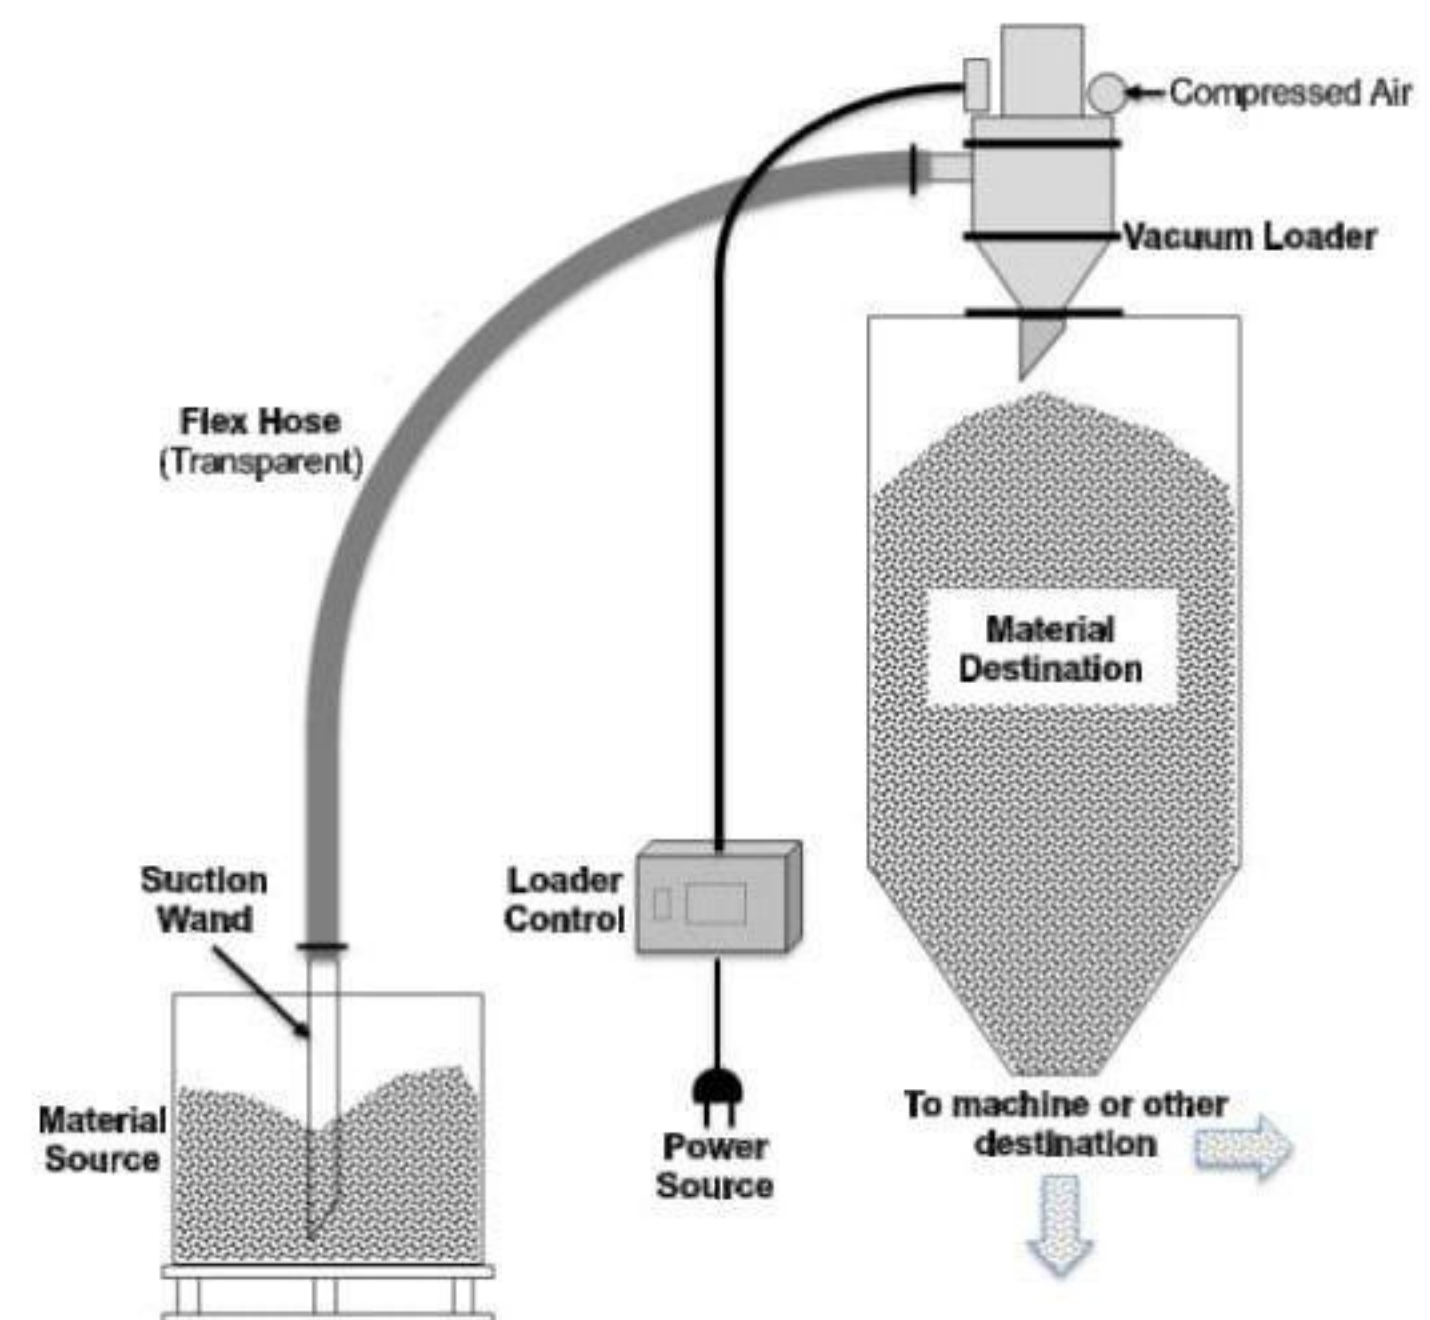 Compressed Air
Vacuum Loader
Flex Hose
(Transparent)
Material
Destination
Suction
Wand
Loader
Control
Material
Source
Power
Source
To machine or other
destination